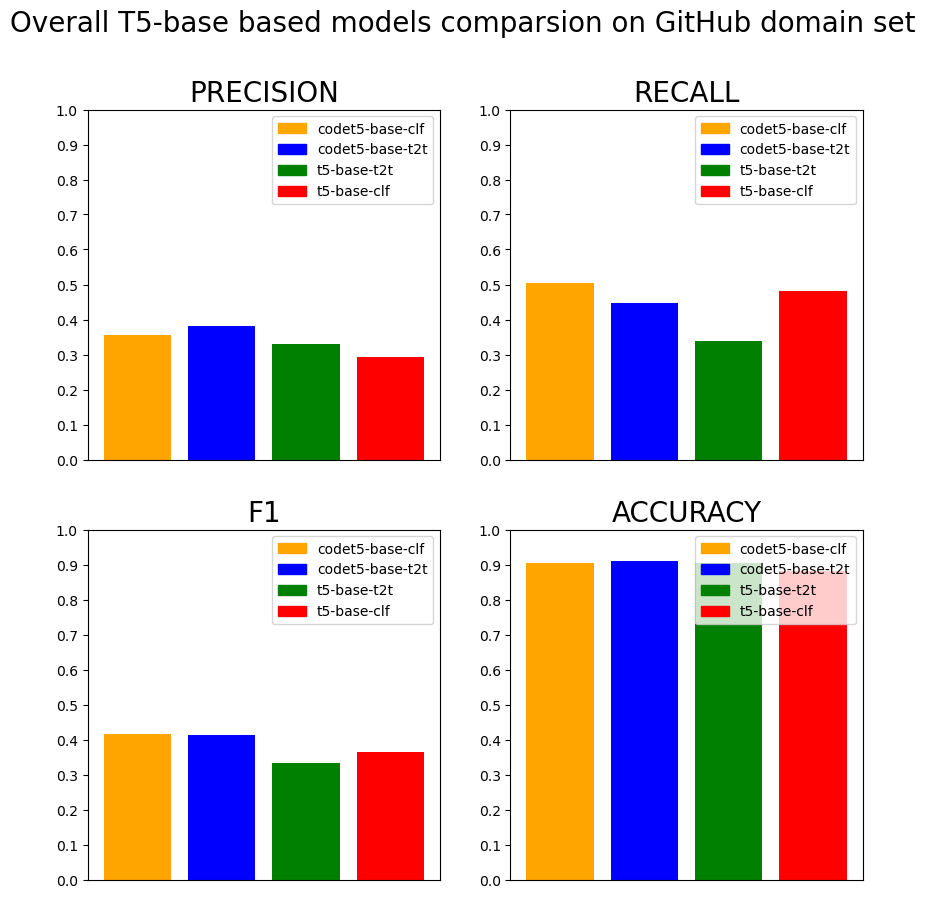 Overall T5-base based models comparsion on GitHub domain set
PRECISION
1.0
0.9
0.8
0.7
0.6
0.5
0.4
0.3
0.2
0.1
0.0
codet5-base-clf
codet5-base-t2t
t5-base-t2t
t5-base-clf
RECALL
1.0
0.9
0.8
0.7
0.6
0.5
0.4
0.3
0.2
0.1
0.0
codet5-base-clf
codet5-base-t2t
t5-base-t2t
t5-base-clf
F1
1.0
0.9
0.8
0.7
0.6
0.5
0.4
0.3
0.2
0.1
0.0
codet5-base-clf
codet5-base-t2t
t5-base-t2t
t5-base-clf
ACCURACY
1.0
0.9
0.8
0.7
0.6
0.5
0.4
0.3
0.2
0.1
0.0
codet5-base-clf
codet5-base-t2t
t5-base-t2t
t5-base-clf